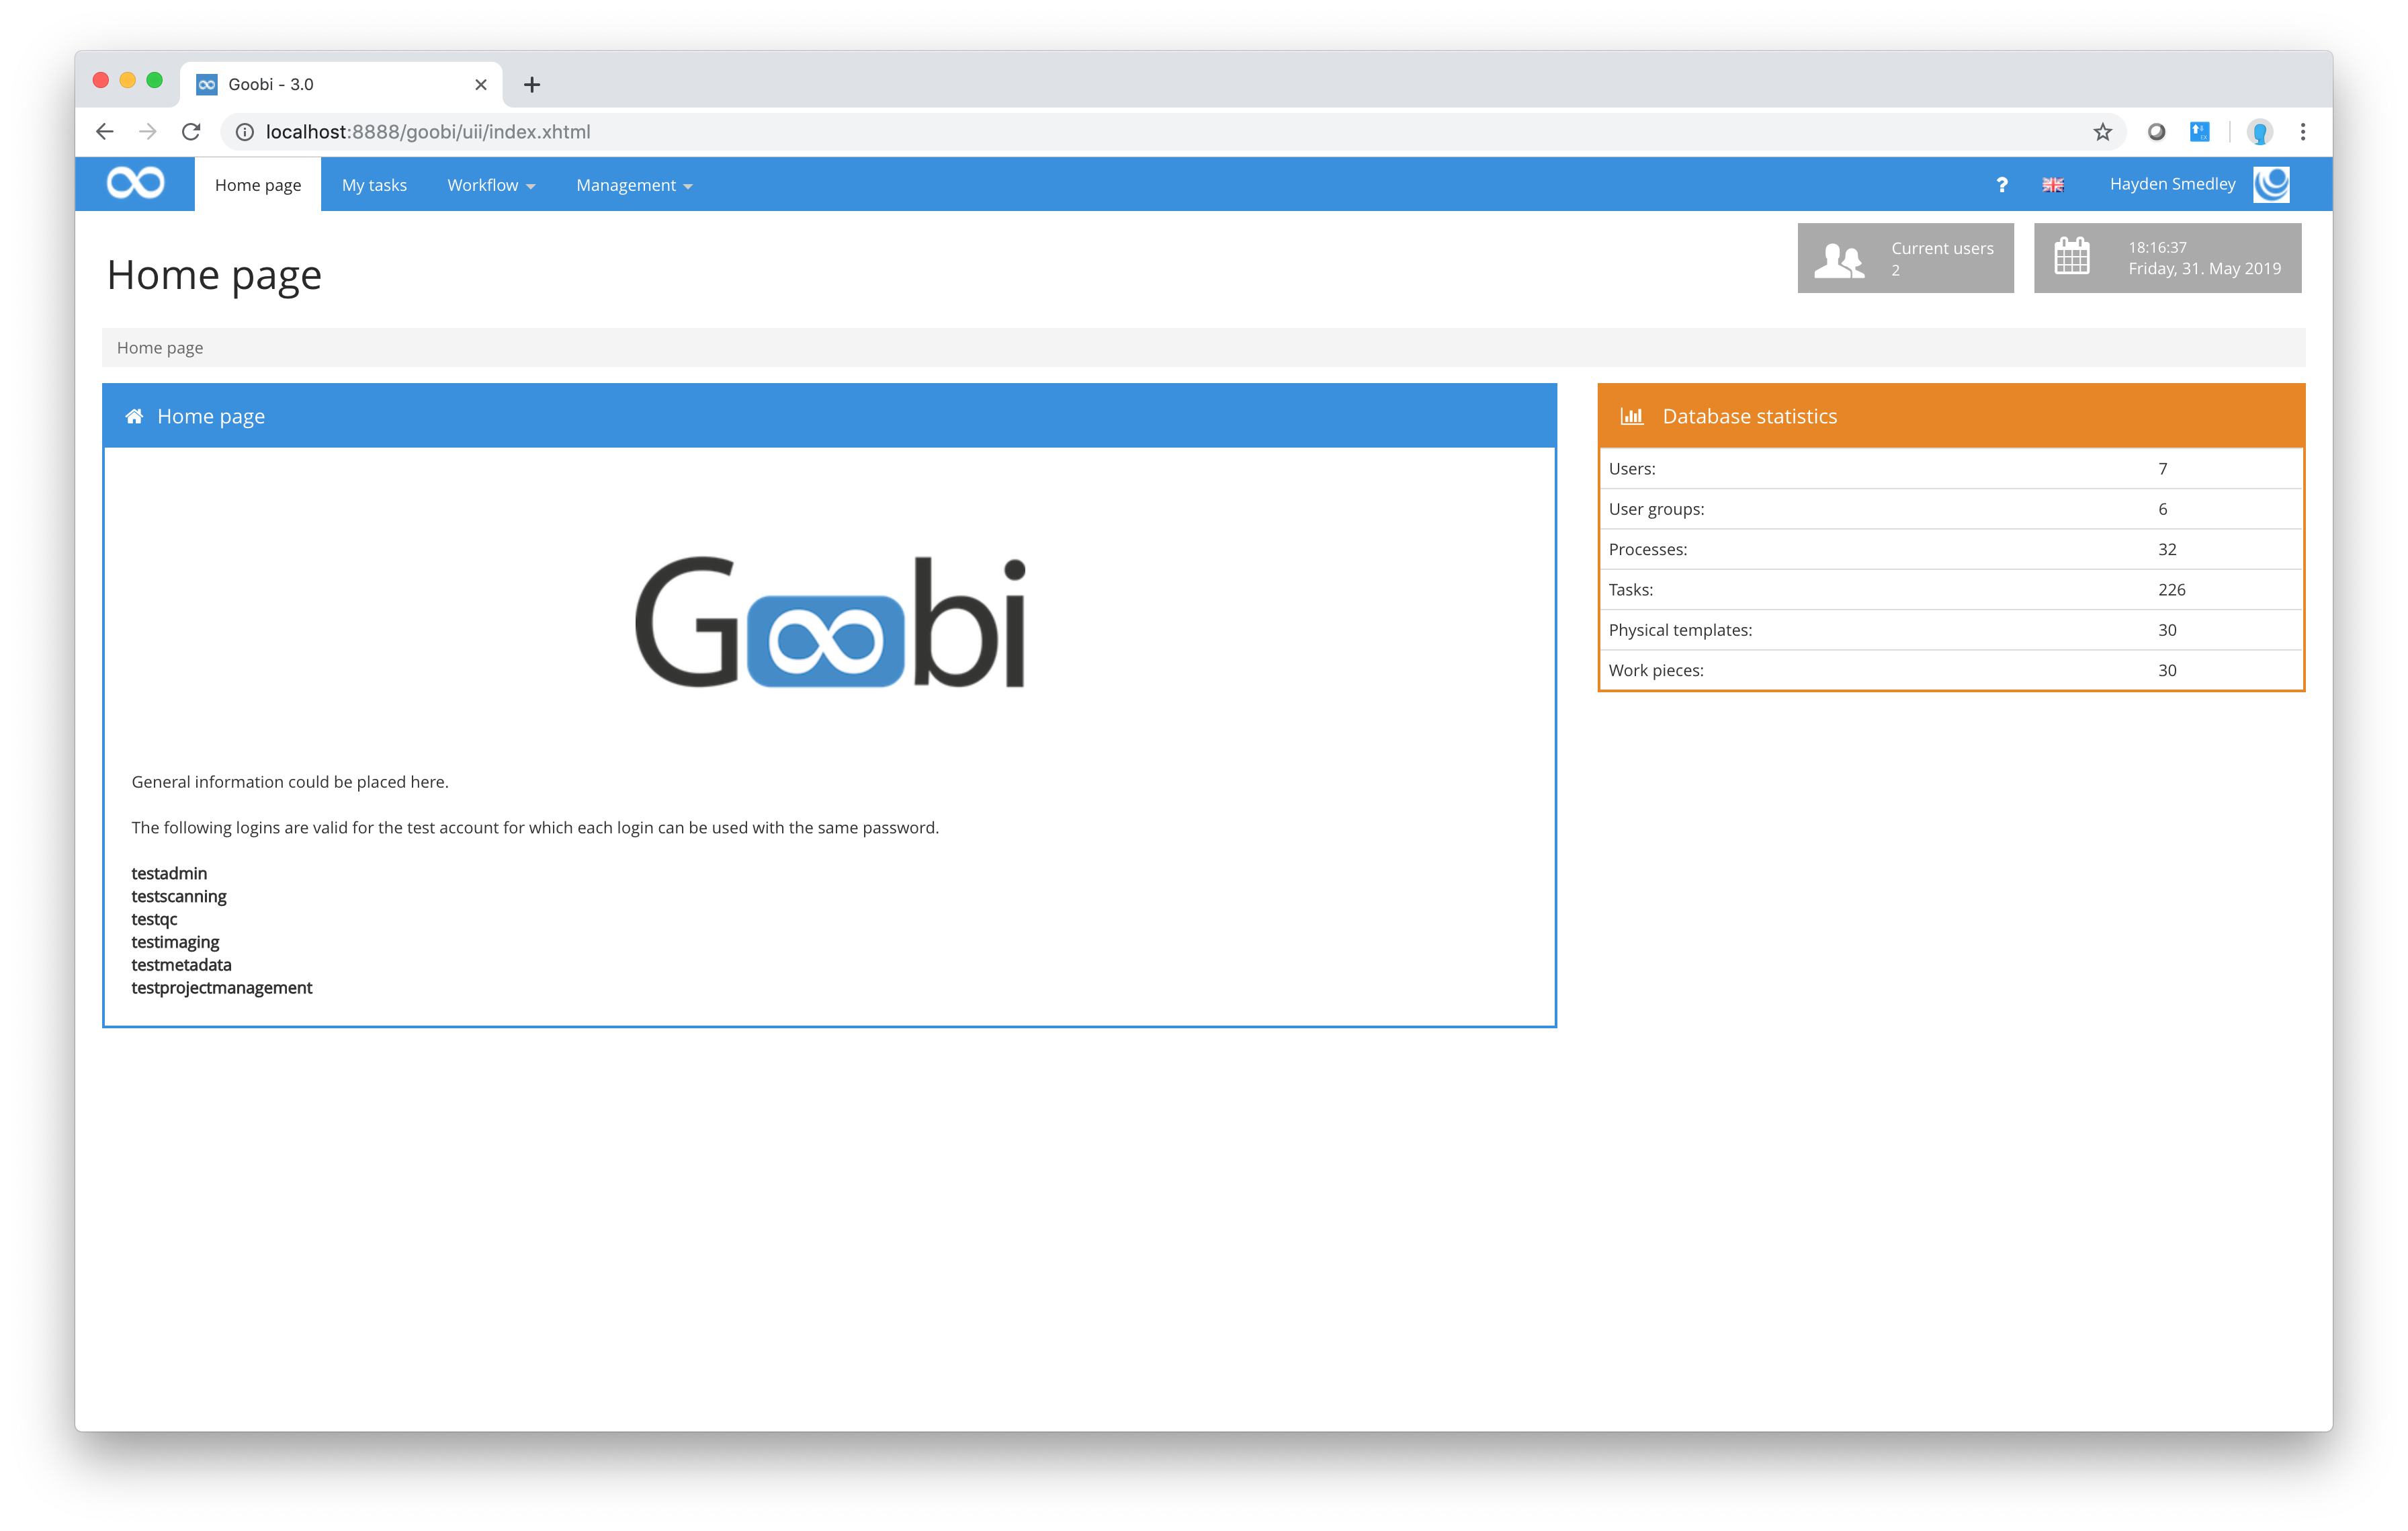 Goobi - 3.0
localhost:8888/goobi/uii/index.xhtml
Home page
My tasks
Workflow
Management
?
Hayden Smedley
Home page
Current users
2
18:16:37
Friday, 31. May 2019
Home page
Home page
Goobi
General information could be placed here.
The following logins are valid for the test account for which each login can be used with the same password.
testadmin
testscanning
testqc
testimaging
testmetadata
testprojectmanagement
Database statistics
Users: 7
User groups: 6
Processes: 32
Tasks: 226
Physical templates: 30
Work pieces: 30